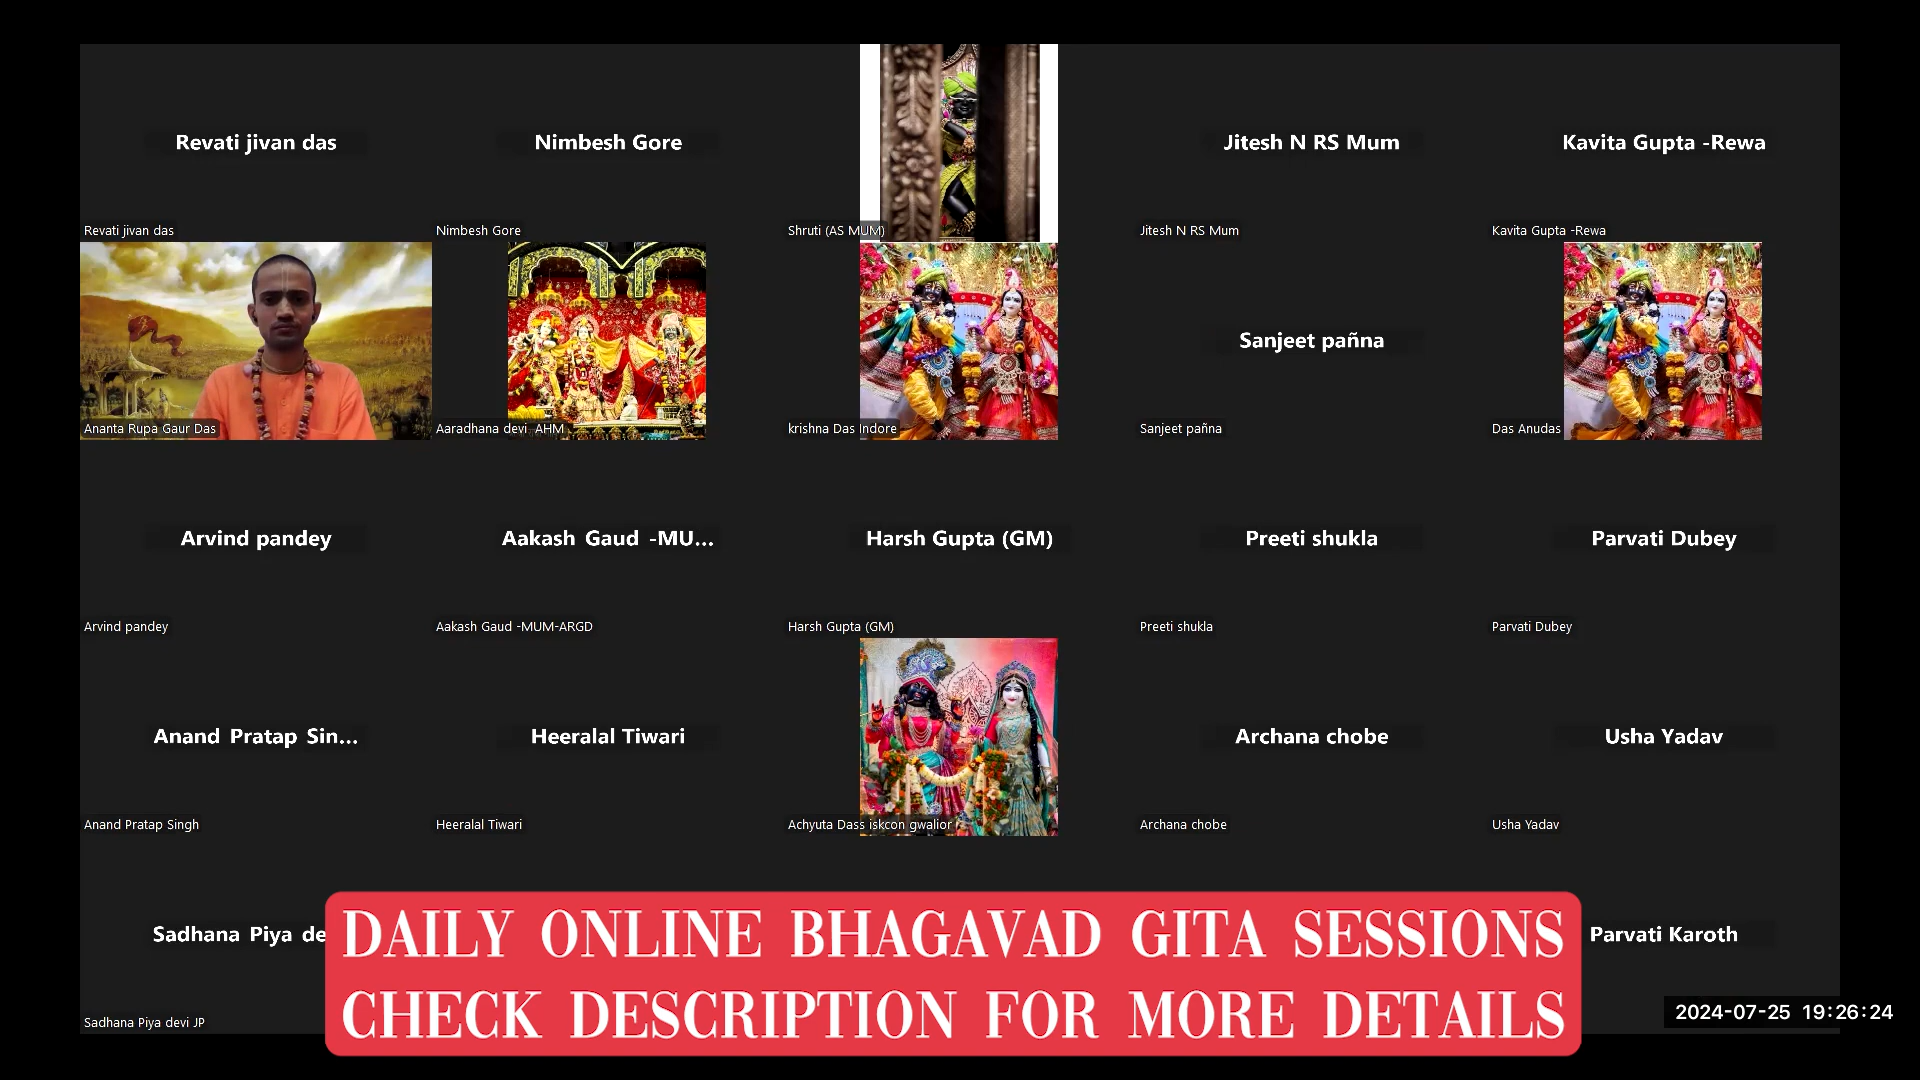 Revati jivan das
Nimbesh Gore
Jitesh N RS Mum
Kavita Gupta -Rewa
Revati jivan das
Nimbesh Gore
Shruti (AS MUM)
Jitesh N RS Mum
Kavita Gupta -Rewa
Sanjeet pañna
Ananta Rupa Gaur Das
Aaradhana devi AHM
krishna Das Indore
Sanjeet pañna
Das Anudas
Arvind pandey
Aakash Gaud -MU...
Harsh Gupta (GM)
Preeti shukla
Parvati Dubey
Arvind pandey
Aakash Gaud -MUM-ARGD
Harsh Gupta (GM)
Preeti shukla
Parvati Dubey
Anand Pratap Sin...
Heeralal Tiwari
Archana chobe
Usha Yadav
Anand Pratap Singh
Heeralal Tiwari
Achyuta Dass iskcon gwalior
Archana chobe
Usha Yadav
Sadhana Piya de
Parvati Karoth
DAILY ONLINE BHAGAVAD GITA SESSIONS
CHECK DESCRIPTION FOR MORE DETAILS
Sadhana Piya devi JP
2024-07-25 19:26:24